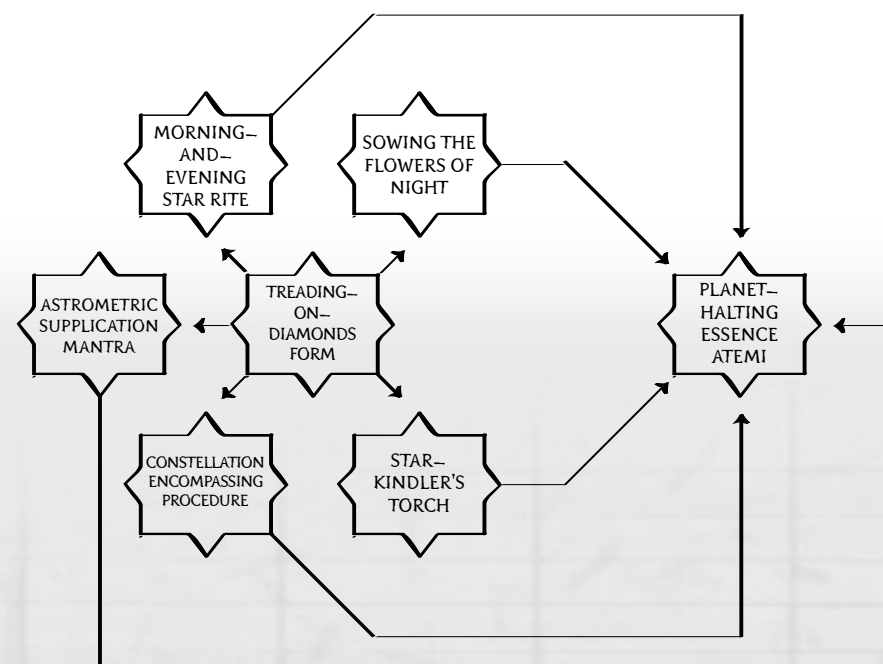 MORNING–
AND–
EVENING
STAR RITE
SOWING THE
FLOWERS OF
NIGHT
ASTROMETRIC
SUPPLICATION
MANTRA
TREADING–
ON–
DIAMONDS
FORM
PLANET–
HALTING
ESSENCE
ATEMI
CONSTELLATION
ENCOMPASSING
PROCEDURE
STAR–
KINDLER'S
TORCH